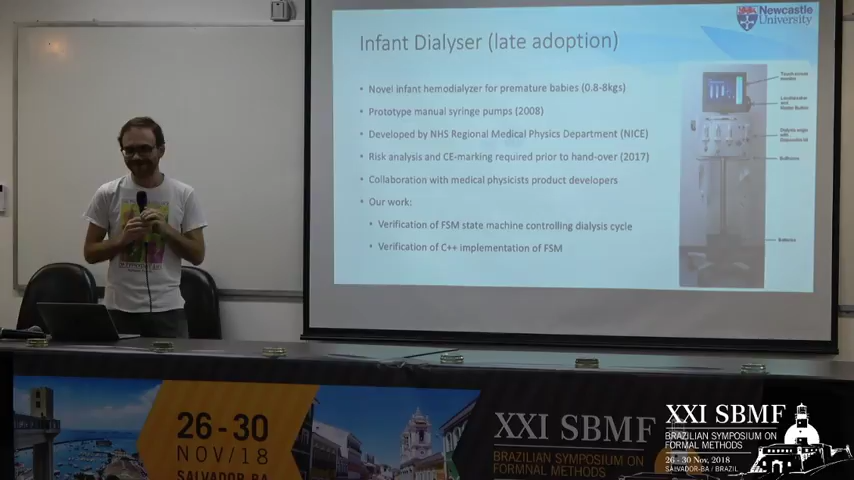 Newcastle
University
Infant Dialyser (late adoption)
• Novel infant hemodialyzer for premature babies (0.8-8kgs)
• Prototype manual syringe pumps (2008)
• Developed by NHS Regional Medical Physics Department (NICE)
• Risk analysis and CE-marking required prior to hand-over (2017)
• Collaboration with medical physicists product developers
• Our work:
• Verification of FSM state machine controlling dialysis cycle
• Verification of C++ implementation of FSM
26-30
NOV/18
SALVADOR-BA
XXI SBMF
BRAZILIAN SYMPOSIUM ON
FORMNAL METHODS
XXI SBMF
BRAZILIAN SYMPOSIUM ON
FORMAL METHODS
26 - 30 Nov, 2018
SALVADOR-BA / BRAZIL